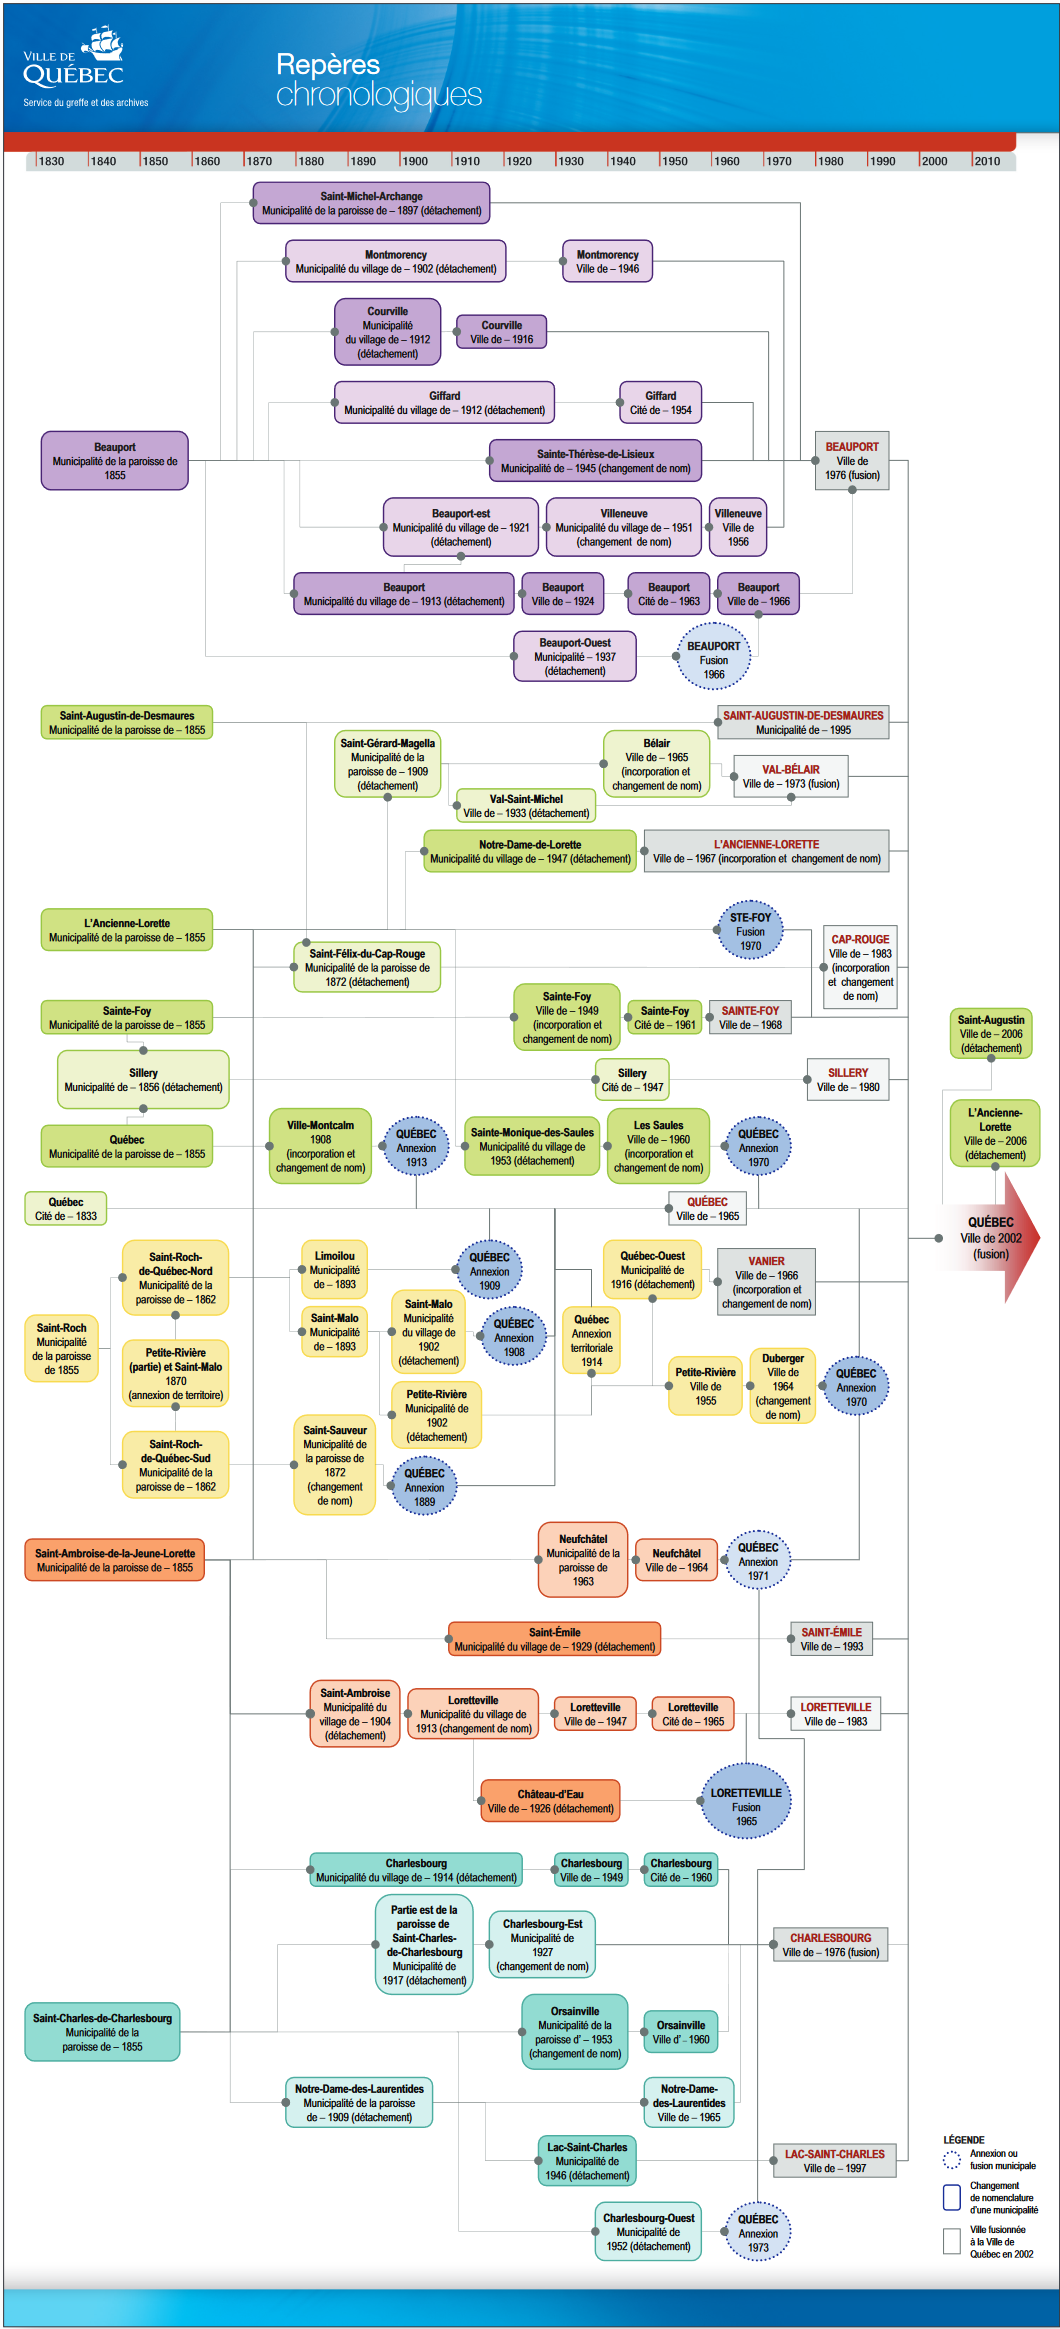 VILLE DE
QUÉBEC
Service du greffe et des archives
Repères
chronologiques
1830 1840 1850 1860 1870 1880 1890 1900 1910 1920 1930 1940 1950 1960 1970 1980 1990 2000 2010
Saint-Michel-Archange
Municipalité de la paroisse de – 1897 (détachement)
Montmorency
Municipalité du village de – 1902 (détachement)
Montmorency
Ville de – 1946
Courville
Municipalité
du village de – 1912
(détachement)
Courville
Ville de – 1916
Giffard
Municipalité du village de – 1912 (détachement)
Giffard
Cité de – 1954
Beauport
Municipalité de la paroisse de
1855
Sainte-Thérèse-de-Lisieux
Municipalité de – 1945 (changement de nom)
BEAUPORT
Ville de
1976 (fusion)
Beauport-est
Municipalité du village de – 1921
(détachement)
Villeneuve
Municipalité du village de – 1951
(changement de nom)
Villeneuve
Ville de
1956
Beauport
Municipalité du village de – 1913 (détachement)
Beauport
Ville de – 1924
Beauport
Cité de – 1963
Beauport
Ville de – 1966
Beauport-Ouest
Municipalité – 1937
(détachement)
BEAUPORT
Fusion
1966
Saint-Augustin-de-Desmaures
Municipalité de la paroisse de – 1855
SAINT-AUGUSTIN-DE-DESMAURES
Municipalité de – 1995
Saint-Gérard-Magella
Municipalité de la
paroisse de – 1909
(détachement)
Bélair
Ville de – 1965
(incorporation et
changement de nom)
VAL-BÉLAIR
Ville de – 1973 (fusion)
Val-Saint-Michel
Ville de – 1933 (détachement)
Notre-Dame-de-Lorette
Municipalité du village de – 1947 (détachement)
L'ANCIENNE-LORETTE
Ville de – 1967 (incorporation et changement de nom)
L'Ancienne-Lorette
Municipalité de la paroisse de – 1855
STE-FOY
Fusion
1970
Saint-Félix-du-Cap-Rouge
Municipalité de la paroisse de
1872 (détachement)
CAP-ROUGE
Ville de – 1983
(incorporation
et changement
de nom)
Sainte-Foy
Municipalité de la paroisse de – 1855
Sainte-Foy
Ville de – 1949
(incorporation et
changement de nom)
Sainte-Foy
Cité de – 1961
SAINTE-FOY
Ville de – 1968
Saint-Augustin
Ville de – 2006
(détachement)
Sillery
Municipalité de – 1856 (détachement)
Sillery
Cité de – 1947
SILLERY
Ville de – 1980
Québec
Municipalité de la paroisse de – 1855
Ville-Montcalm
1908
(incorporation et
changement de nom)
QUÉBEC
Annexion
1913
Sainte-Monique-des-Saules
Municipalité du village de
1953 (détachement)
Les Saules
Ville de – 1960
(incorporation et
changement de nom)
QUÉBEC
Annexion
1970
L'Ancienne-
Lorette
Ville de – 2006
(détachement)
Québec
Cité de – 1833
QUÉBEC
Ville de – 1965
QUÉBEC
Ville de 2002
(fusion)
Saint-Roch-
de-Québec-Nord
Municipalité de la
paroisse de – 1862
Limoilou
Municipalité
de – 1893
QUÉBEC
Annexion
1909
Québec-Ouest
Municipalité de
1916 (détachement)
VANIER
Ville de – 1966
(incorporation et
changement de nom)
Saint-Roch
Municipalité
de la paroisse
de 1855
Saint-Malo
Municipalité
de – 1893
Saint-Malo
Municipalité
du village de
1902
(détachement)
QUÉBEC
Annexion
1908
Québec
Annexion
territoriale
1914
Petite-Rivière
(partie) et Saint-Malo
1870
(annexion de territoire)
Petite-Rivière
Municipalité de
1902
(détachement)
Petite-Rivière
Ville de
1955
Duberger
Ville de
1964
(changement
de nom)
QUÉBEC
Annexion
1970
Saint-Roch-
de-Québec-Sud
Municipalité de la
paroisse de – 1862
Saint-Sauveur
Municipalité de
la paroisse de
1872
(changement
de nom)
QUÉBEC
Annexion
1889
Saint-Ambroise-de-la-Jeune-Lorette
Municipalité de la paroisse de – 1855
Neufchâtel
Municipalité de la
paroisse de
1963
Neufchâtel
Ville de – 1964
QUÉBEC
Annexion
1971
Saint-Émile
Municipalité du village de – 1929 (détachement)
SAINT-ÉMILE
Ville de – 1993
Saint-Ambroise
Municipalité du
village de – 1904
(détachement)
Loretteville
Municipalité du village de
1913 (changement de nom)
Loretteville
Ville de – 1947
Loretteville
Cité de – 1965
LORETTEVILLE
Ville de – 1983
Château-d'Eau
Ville de – 1926 (détachement)
LORETTEVILLE
Fusion
1965
Charlesbourg
Municipalité du village de – 1914 (détachement)
Charlesbourg
Ville de – 1949
Charlesbourg
Cité de – 1960
Partie est de la
paroisse de
Saint-Charles-
de-Charlesbourg
Municipalité de
1917 (détachement)
Charlesbourg-Est
Municipalité de
1927
(changement de nom)
CHARLESBOURG
Ville de – 1976 (fusion)
Saint-Charles-de-Charlesbourg
Municipalité de la
paroisse de – 1855
Orsainville
Municipalité de la
paroisse d' – 1953
(changement de nom)
Orsainville
Ville d' – 1960
Notre-Dame-des-Laurentides
Municipalité de la paroisse
de – 1909 (détachement)
Notre-Dame-
des-Laurentides
Ville de – 1965
Lac-Saint-Charles
Municipalité de
1946 (détachement)
LAC-SAINT-CHARLES
Ville de – 1997
Charlesbourg-Ouest
Municipalité de
1952 (détachement)
QUÉBEC
Annexion
1973
LÉGENDE
Annexion ou
fusion municipale
Changement
de nomenclature
d'une municipalité
Ville fusionnée
à la Ville de
Québec en 2002